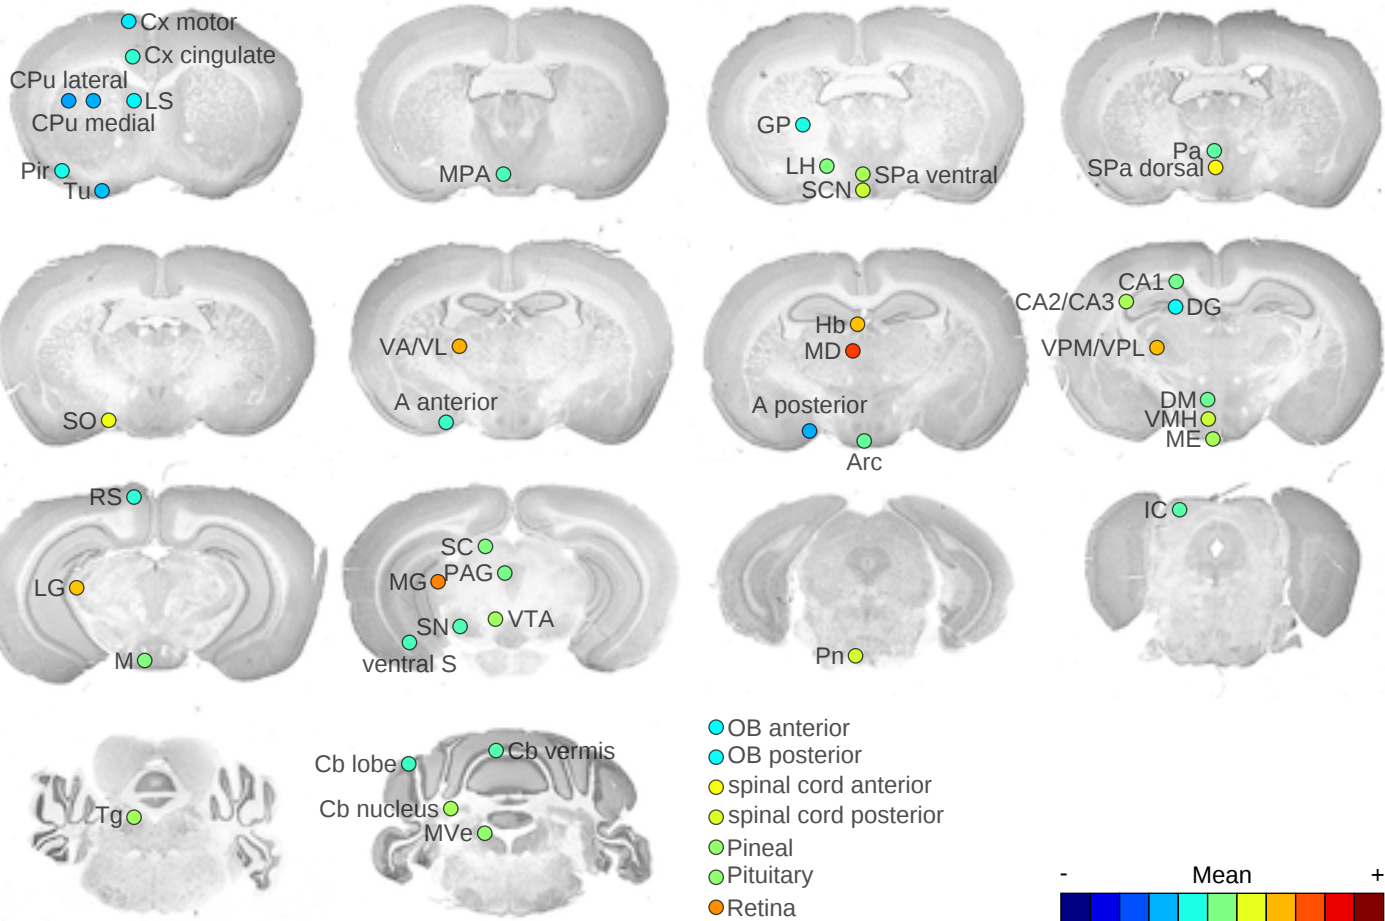 Cx motor
Cx cingulate
CPu lateral
LS
CPu medial
Pir
Tu
MPA
GP
LH
SPa ventral
SCN
Pa
SPa dorsal
SO
VA/VL
A anterior
Hb
MD
A posterior
Arc
CA1
CA2/CA3
DG
VPM/VPL
DM
VMH
ME
RS
LG
M
SC
MG
PAG
SN
VTA
ventral S
Pn
IC
Tg
Cb lobe
Cb vermis
Cb nucleus
MVe
OB anterior
OB posterior
spinal cord anterior
spinal cord posterior
Pineal
Pituitary
Retina
- Mean +